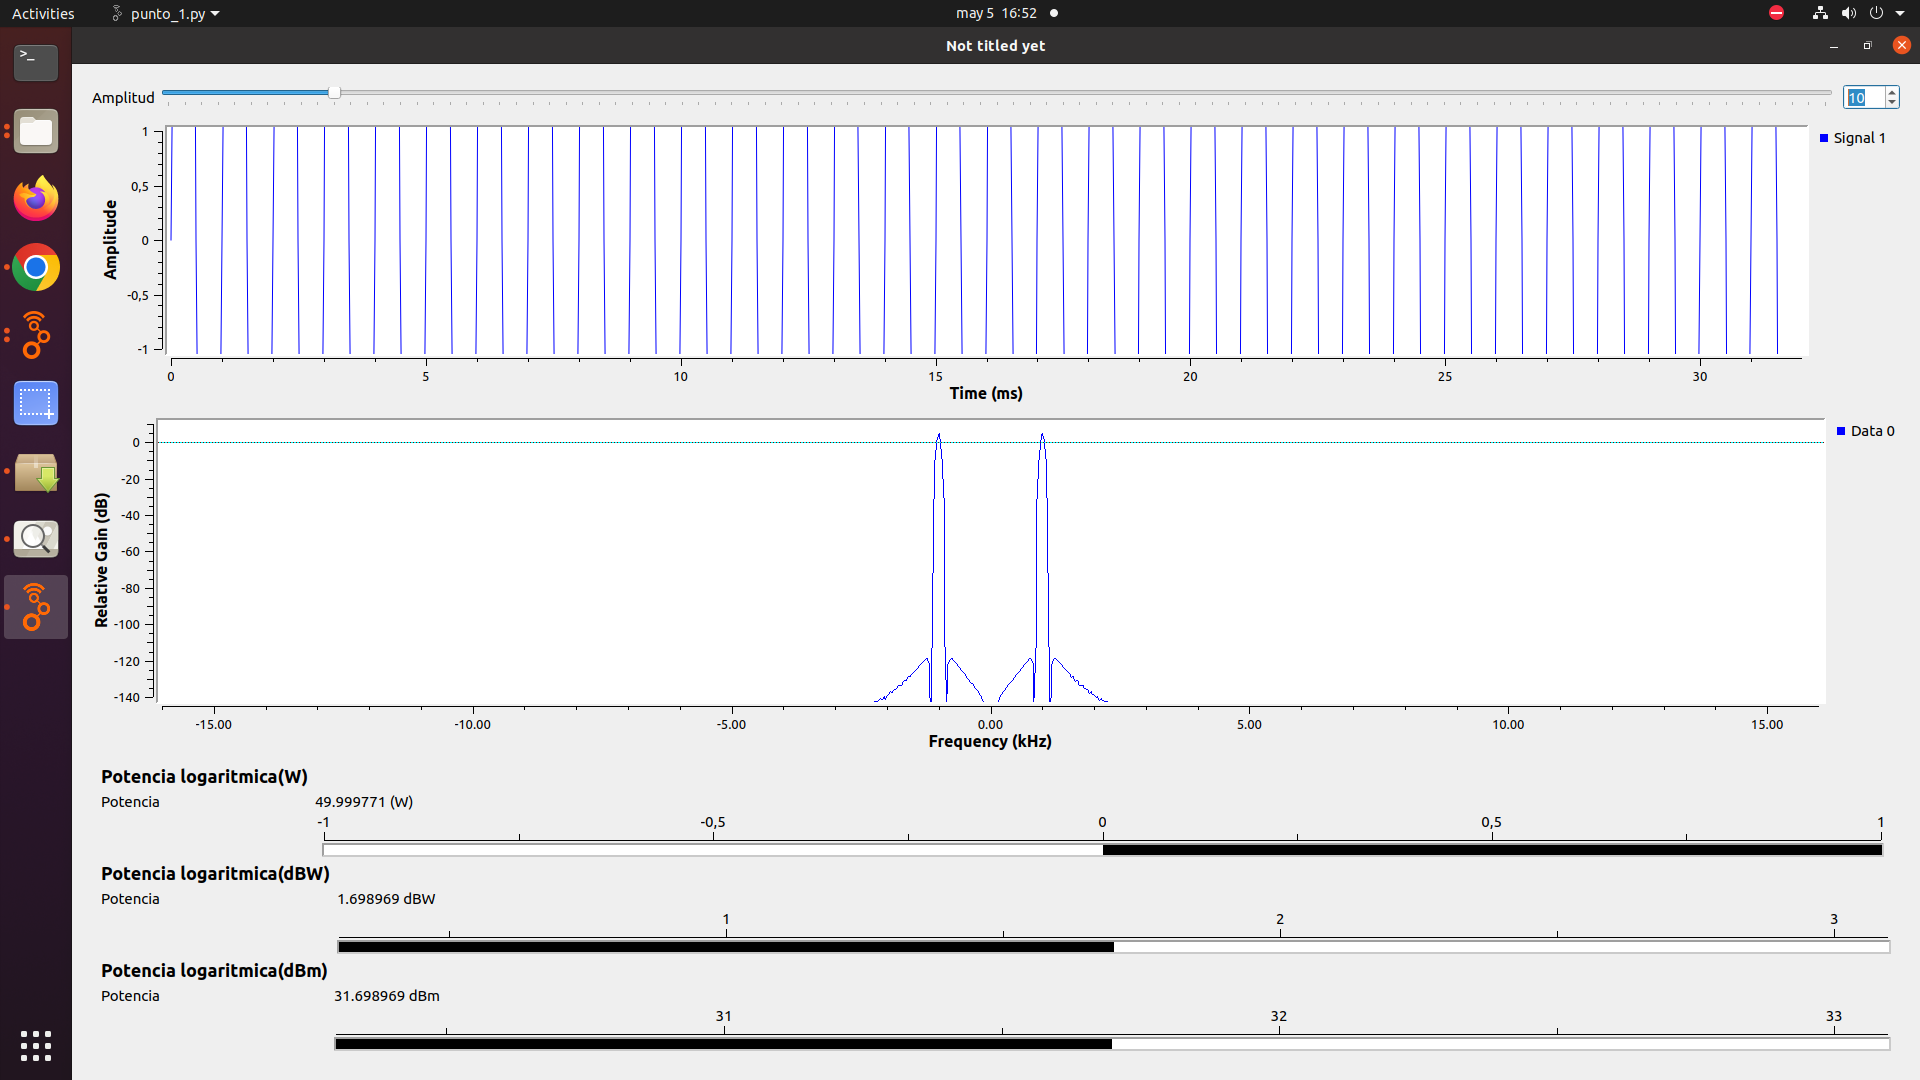 Activities punto_1.py may 5 16:52
Not titled yet
Amplitud 10
Signal 1
1
0,5
0
-0,5
-1
Amplitude
0 5 10 15 20 25 30
Time (ms)
Data 0
0
-20
-40
-60
-80
-100
-120
-140
Relative Gain (dB)
-15.00 -10.00 -5.00 0.00 5.00 10.00 15.00
Frequency (kHz)
Potencia logaritmica(W)
Potencia 49.999771 (W)
-1 -0,5 0 0,5 1
Potencia logaritmica(dBW)
Potencia 1.698969 dBW
1 2 3
Potencia logaritmica(dBm)
Potencia 31.698969 dBm
31 32 33